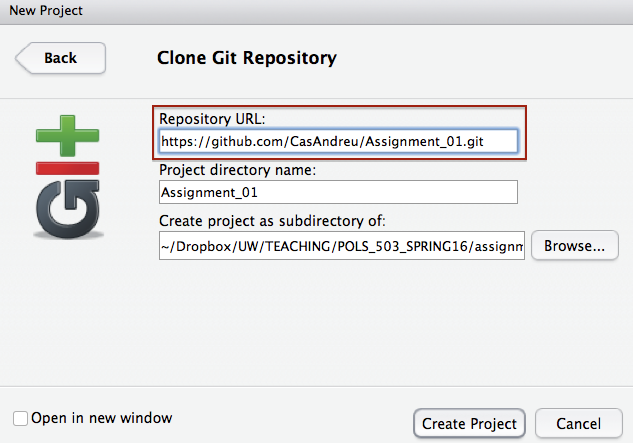 New Project
Back
Clone Git Repository
git
Repository URL:
https://github.com/CasAndreu/Assignment_01.git
Project directory name:
Assignment_01
Create project as subdirectory of:
~/Dropbox/UW/TEACHING/POLS_503_SPRING16/assignm
Browse...
Open in new window
Create Project
Cancel